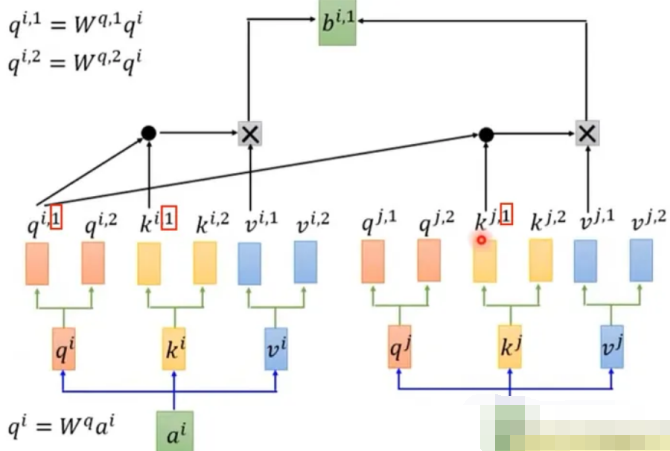 q^{i,1} = W^{q,1}q^i
q^{i,2} = W^{q,2}q^i
b^{i,1}
q^{i,1} q^{i,2} k^{i,1} k^{i,2} v^{i,1} v^{i,2} q^{j,1} q^{j,2} k^{j,1} k^{j,2} v^{j,1} v^{j,2}
q^i k^i v^i q^j k^j v^j
q^i = W^q a^i
a^i